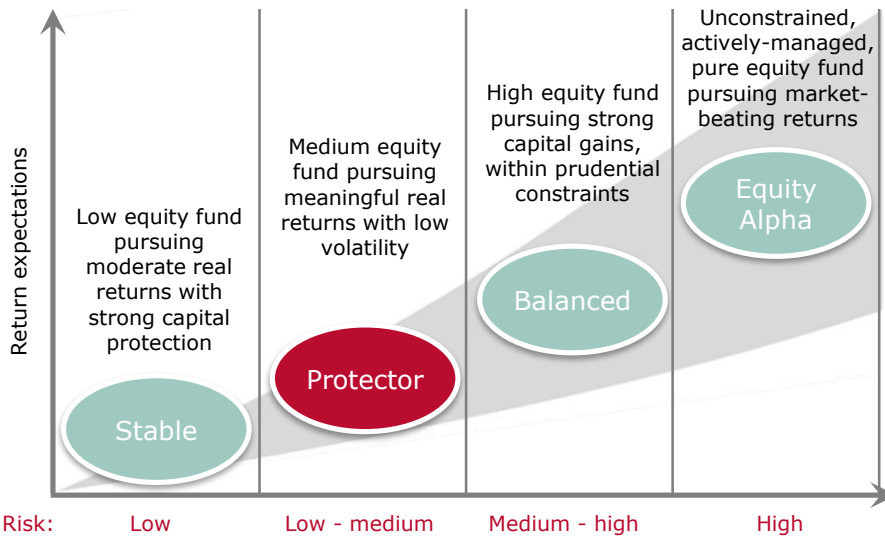 Return expectations
Low equity fund
pursuing
moderate real
returns with
strong capital
protection
Stable
Medium equity
fund pursuing
meaningful real
returns with low
volatility
Protector
High equity fund
pursuing strong
capital gains,
within prudential
constraints
Balanced
Unconstrained,
actively-managed,
pure equity fund
pursuing market-
beating returns
Equity
Alpha
Risk: Low Low - medium Medium - high High